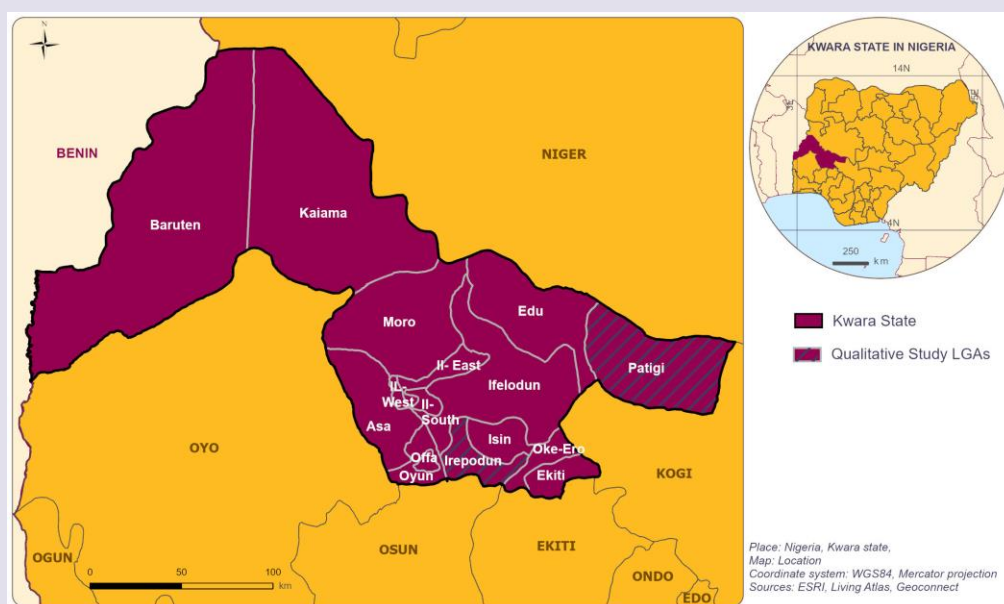 N
BENIN
NIGER
Baruten
Kaiama
Moro
Edu
Patigi
Il- East
Ifelodun
IL-
West
Il-
South
Asa
Isin
Oke-Ero
Offa
Irepodun
Oyun
Ekiti
OYO
KOGI
OGUN
OSUN
EKITI
ONDO
EDO
0 50 100
km
KWARA STATE IN NIGERIA
14N
4N
250
km
Kwara State
Qualitative Study LGAs
Place: Nigeria, Kwara state,
Map: Location
Coordinate system: WGS84, Mercator projection
Sources: ESRI, Living Atlas, Geoconnect